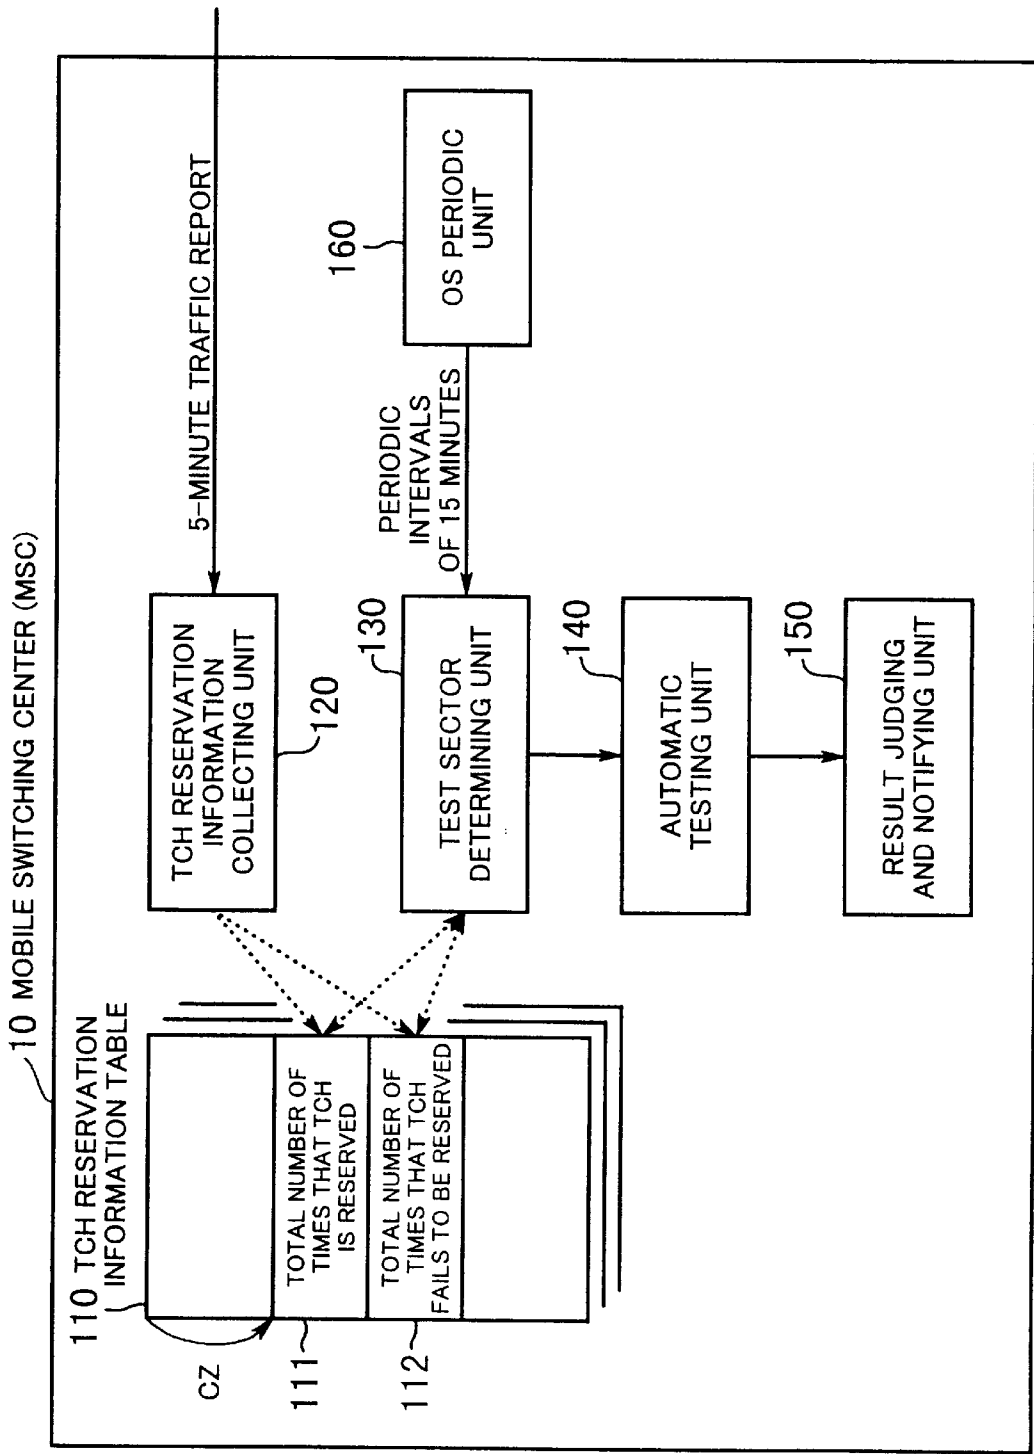 10 MOBILE SWITCHING CENTER (MSC)
110 TCH RESERVATION
INFORMATION TABLE
CZ
TOTAL NUMBER OF
TIMES THAT TCH
IS RESERVED
111
TOTAL NUMBER OF
TIMES THAT TCH
FAILS TO BE RESERVED
112
TCH RESERVATION
INFORMATION
COLLECTING UNIT
120
5-MINUTE TRAFFIC REPORT
130
TEST SECTOR
DETERMINING UNIT
PERIODIC
INTERVALS
OF 15 MINUTES
160
OS PERIODIC
UNIT
140
AUTOMATIC
TESTING UNIT
150
RESULT JUDGING
AND NOTIFYING UNIT